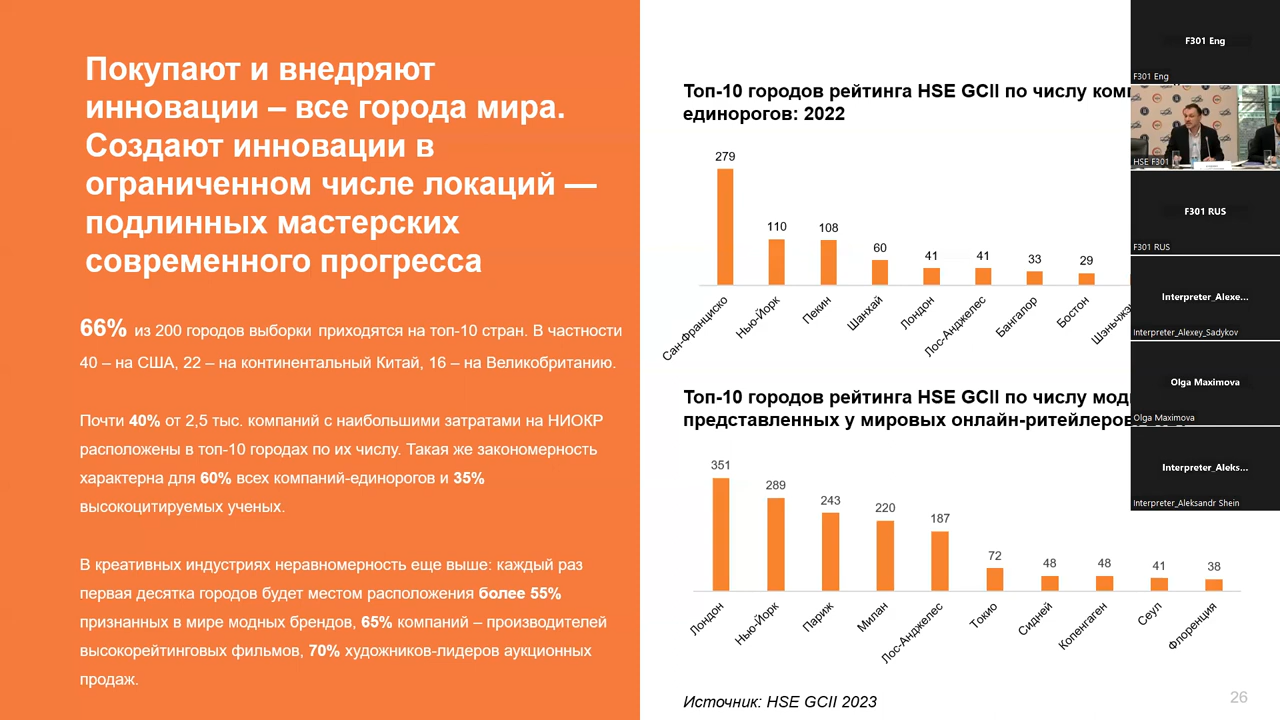 Покупают и внедряют
инновации – все города мира.
Создают инновации в
ограниченном числе локаций —
подлинных мастерских
современного прогресса
66% из 200 городов выборки приходятся на топ-10 стран. В частности
40 – на США, 22 – на континентальный Китай, 16 – на Великобританию.
Почти 40% от 2,5 тыс. компаний с наибольшими затратами на НИОКР
расположены в топ-10 городах по их числу. Такая же закономерность
характерна для 60% всех компаний-единорогов и 35%
высокоцитируемых ученых.
В креативных индустриях неравномерность еще выше: каждый раз
первая десятка городов будет местом расположения более 55%
признанных в мире модных брендов, 65% компаний – производителей
высокорейтинговых фильмов, 70% художников-лидеров аукционных
продаж.
Топ-10 городов рейтинга HSE GCII по числу
единорогов: 2022
279
110
108
60
41
41
33
29
Сан-Франциско
Нью-Йорк
Пекин
Шанхай
Лондон
Лос-Анджелес
Бангалор
Бостон
Топ-10 городов рейтинга HSE GCII по числу
представленных у мировых онлайн-ритейлеров
351
289
243
220
187
72
48
48
41
38
Лондон
Нью-Йорк
Париж
Милан
Лос-Анджелес
Токио
Сидней
Копенгаген
Сеул
Флоренция
Источник: HSE GCII 2023
26
F301 Eng
F301 Eng
HSE F301
F301 RUS
F301 RUS
Interpreter_Alexe...
Interpreter_Alexey_Sadykov
Olga Maximova
Olga Maximova
Interpreter_Aleks...
Interpreter_Aleksandr Shein